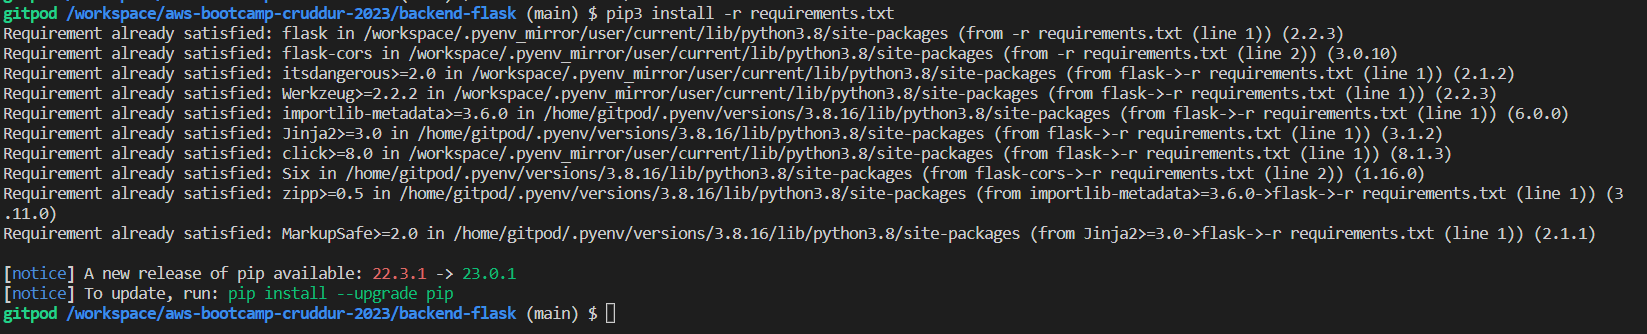 gitpod /workspace/aws-bootcamp-cruddur-2023/backend-flask (main) $ pip3 install -r requirements.txt
Requirement already satisfied: flask in /workspace/.pyenv_mirror/user/current/lib/python3.8/site-packages (from -r requirements.txt (line 1)) (2.2.3)
Requirement already satisfied: flask-cors in /workspace/.pyenv_mirror/user/current/lib/python3.8/site-packages (from -r requirements.txt (line 2)) (3.0.10)
Requirement already satisfied: itsdangerous>=2.0 in /workspace/.pyenv_mirror/user/current/lib/python3.8/site-packages (from flask->-r requirements.txt (line 1)) (2.1.2)
Requirement already satisfied: Werkzeug>=2.2.2 in /workspace/.pyenv_mirror/user/current/lib/python3.8/site-packages (from flask->-r requirements.txt (line 1)) (2.2.3)
Requirement already satisfied: importlib-metadata>=3.6.0 in /home/gitpod/.pyenv/versions/3.8.16/lib/python3.8/site-packages (from flask->-r requirements.txt (line 1)) (6.0.0)
Requirement already satisfied: Jinja2>=3.0 in /home/gitpod/.pyenv/versions/3.8.16/lib/python3.8/site-packages (from flask->-r requirements.txt (line 1)) (3.1.2)
Requirement already satisfied: click>=8.0 in /workspace/.pyenv_mirror/user/current/lib/python3.8/site-packages (from flask->-r requirements.txt (line 1)) (8.1.3)
Requirement already satisfied: Six in /home/gitpod/.pyenv/versions/3.8.16/lib/python3.8/site-packages (from flask-cors->-r requirements.txt (line 2)) (1.16.0)
Requirement already satisfied: zipp>=0.5 in /home/gitpod/.pyenv/versions/3.8.16/lib/python3.8/site-packages (from importlib-metadata>=3.6.0->flask->-r requirements.txt (line 1)) (3
.11.0)
Requirement already satisfied: MarkupSafe>=2.0 in /home/gitpod/.pyenv/versions/3.8.16/lib/python3.8/site-packages (from Jinja2>=3.0->flask->-r requirements.txt (line 1)) (2.1.1)
[notice] A new release of pip available: 22.3.1 -> 23.0.1
[notice] To update, run: pip install --upgrade pip
gitpod /workspace/aws-bootcamp-cruddur-2023/backend-flask (main) $